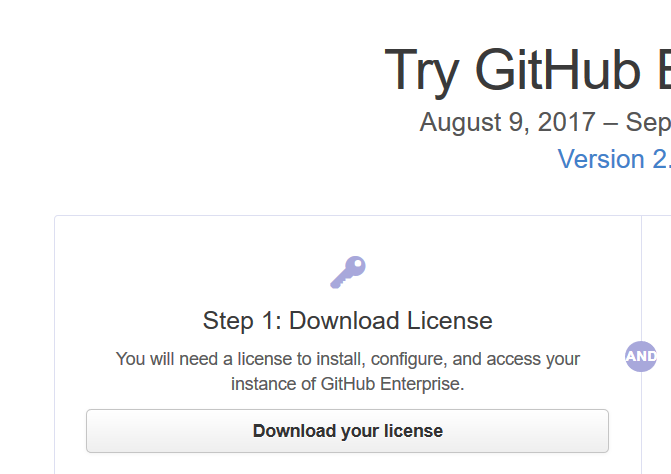 Try GitHub
August 9, 2017 – Sep
Version 2.
Step 1: Download License
You will need a license to install, configure, and access your
instance of GitHub Enterprise.
AND
Download your license